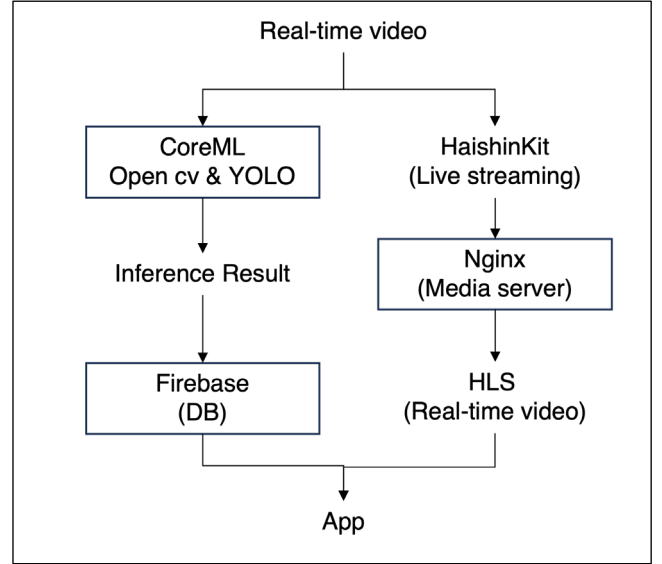 Real-time video
CoreML
Open cv & YOLO
HaishinKit
(Live streaming)
Inference Result
Nginx
(Media server)
Firebase
(DB)
HLS
(Real-time video)
App